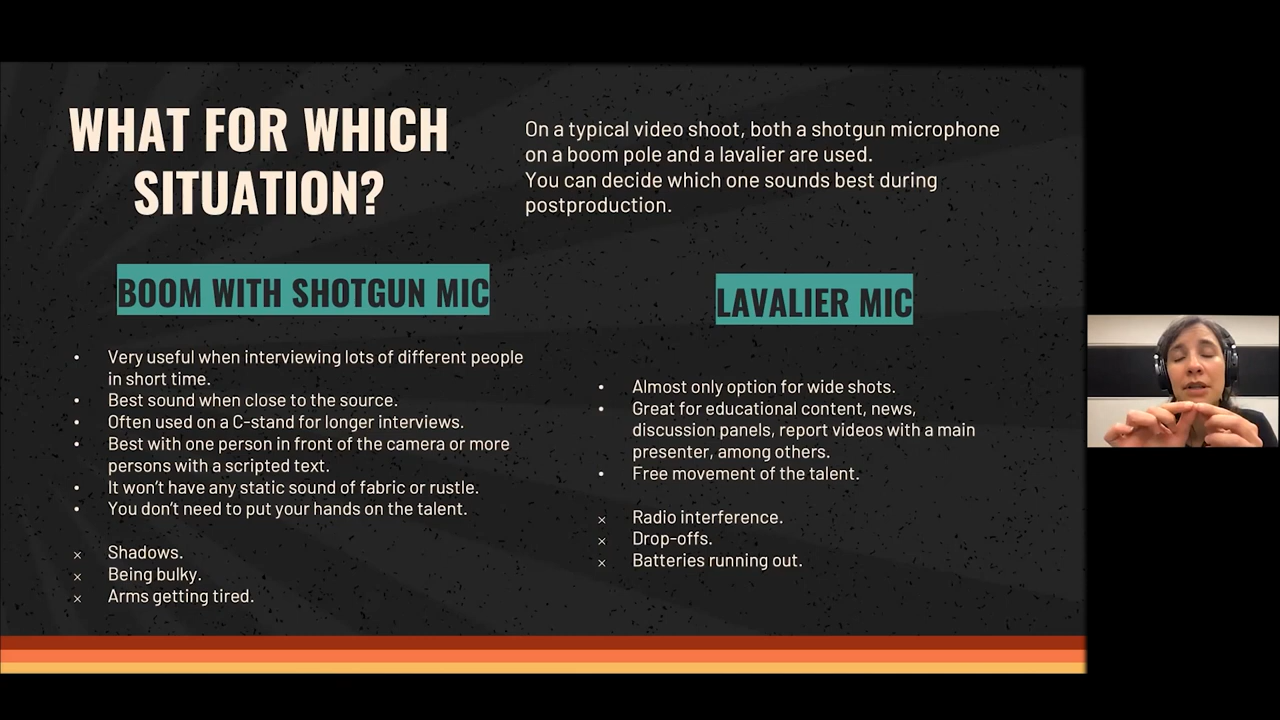 WHAT FOR WHICH
SITUATION?
On a typical video shoot, both a shotgun microphone
on a boom pole and a lavalier are used.
You can decide which one sounds best during
postproduction.
BOOM WITH SHOTGUN MIC
• Very useful when interviewing lots of different people
in short time.
• Best sound when close to the source.
• Often used on a C-stand for longer interviews.
• Best with one person in front of the camera or more
persons with a scripted text.
• It won’t have any static sound of fabric or rustle.
• You don’t need to put your hands on the talent.
× Shadows.
× Being bulky.
× Arms getting tired.
LAVALIER MIC
• Almost only option for wide shots.
• Great for educational content, news,
discussion panels, report videos with a main
presenter, among others.
• Free movement of the talent.
× Radio interference.
× Drop-offs.
× Batteries running out.